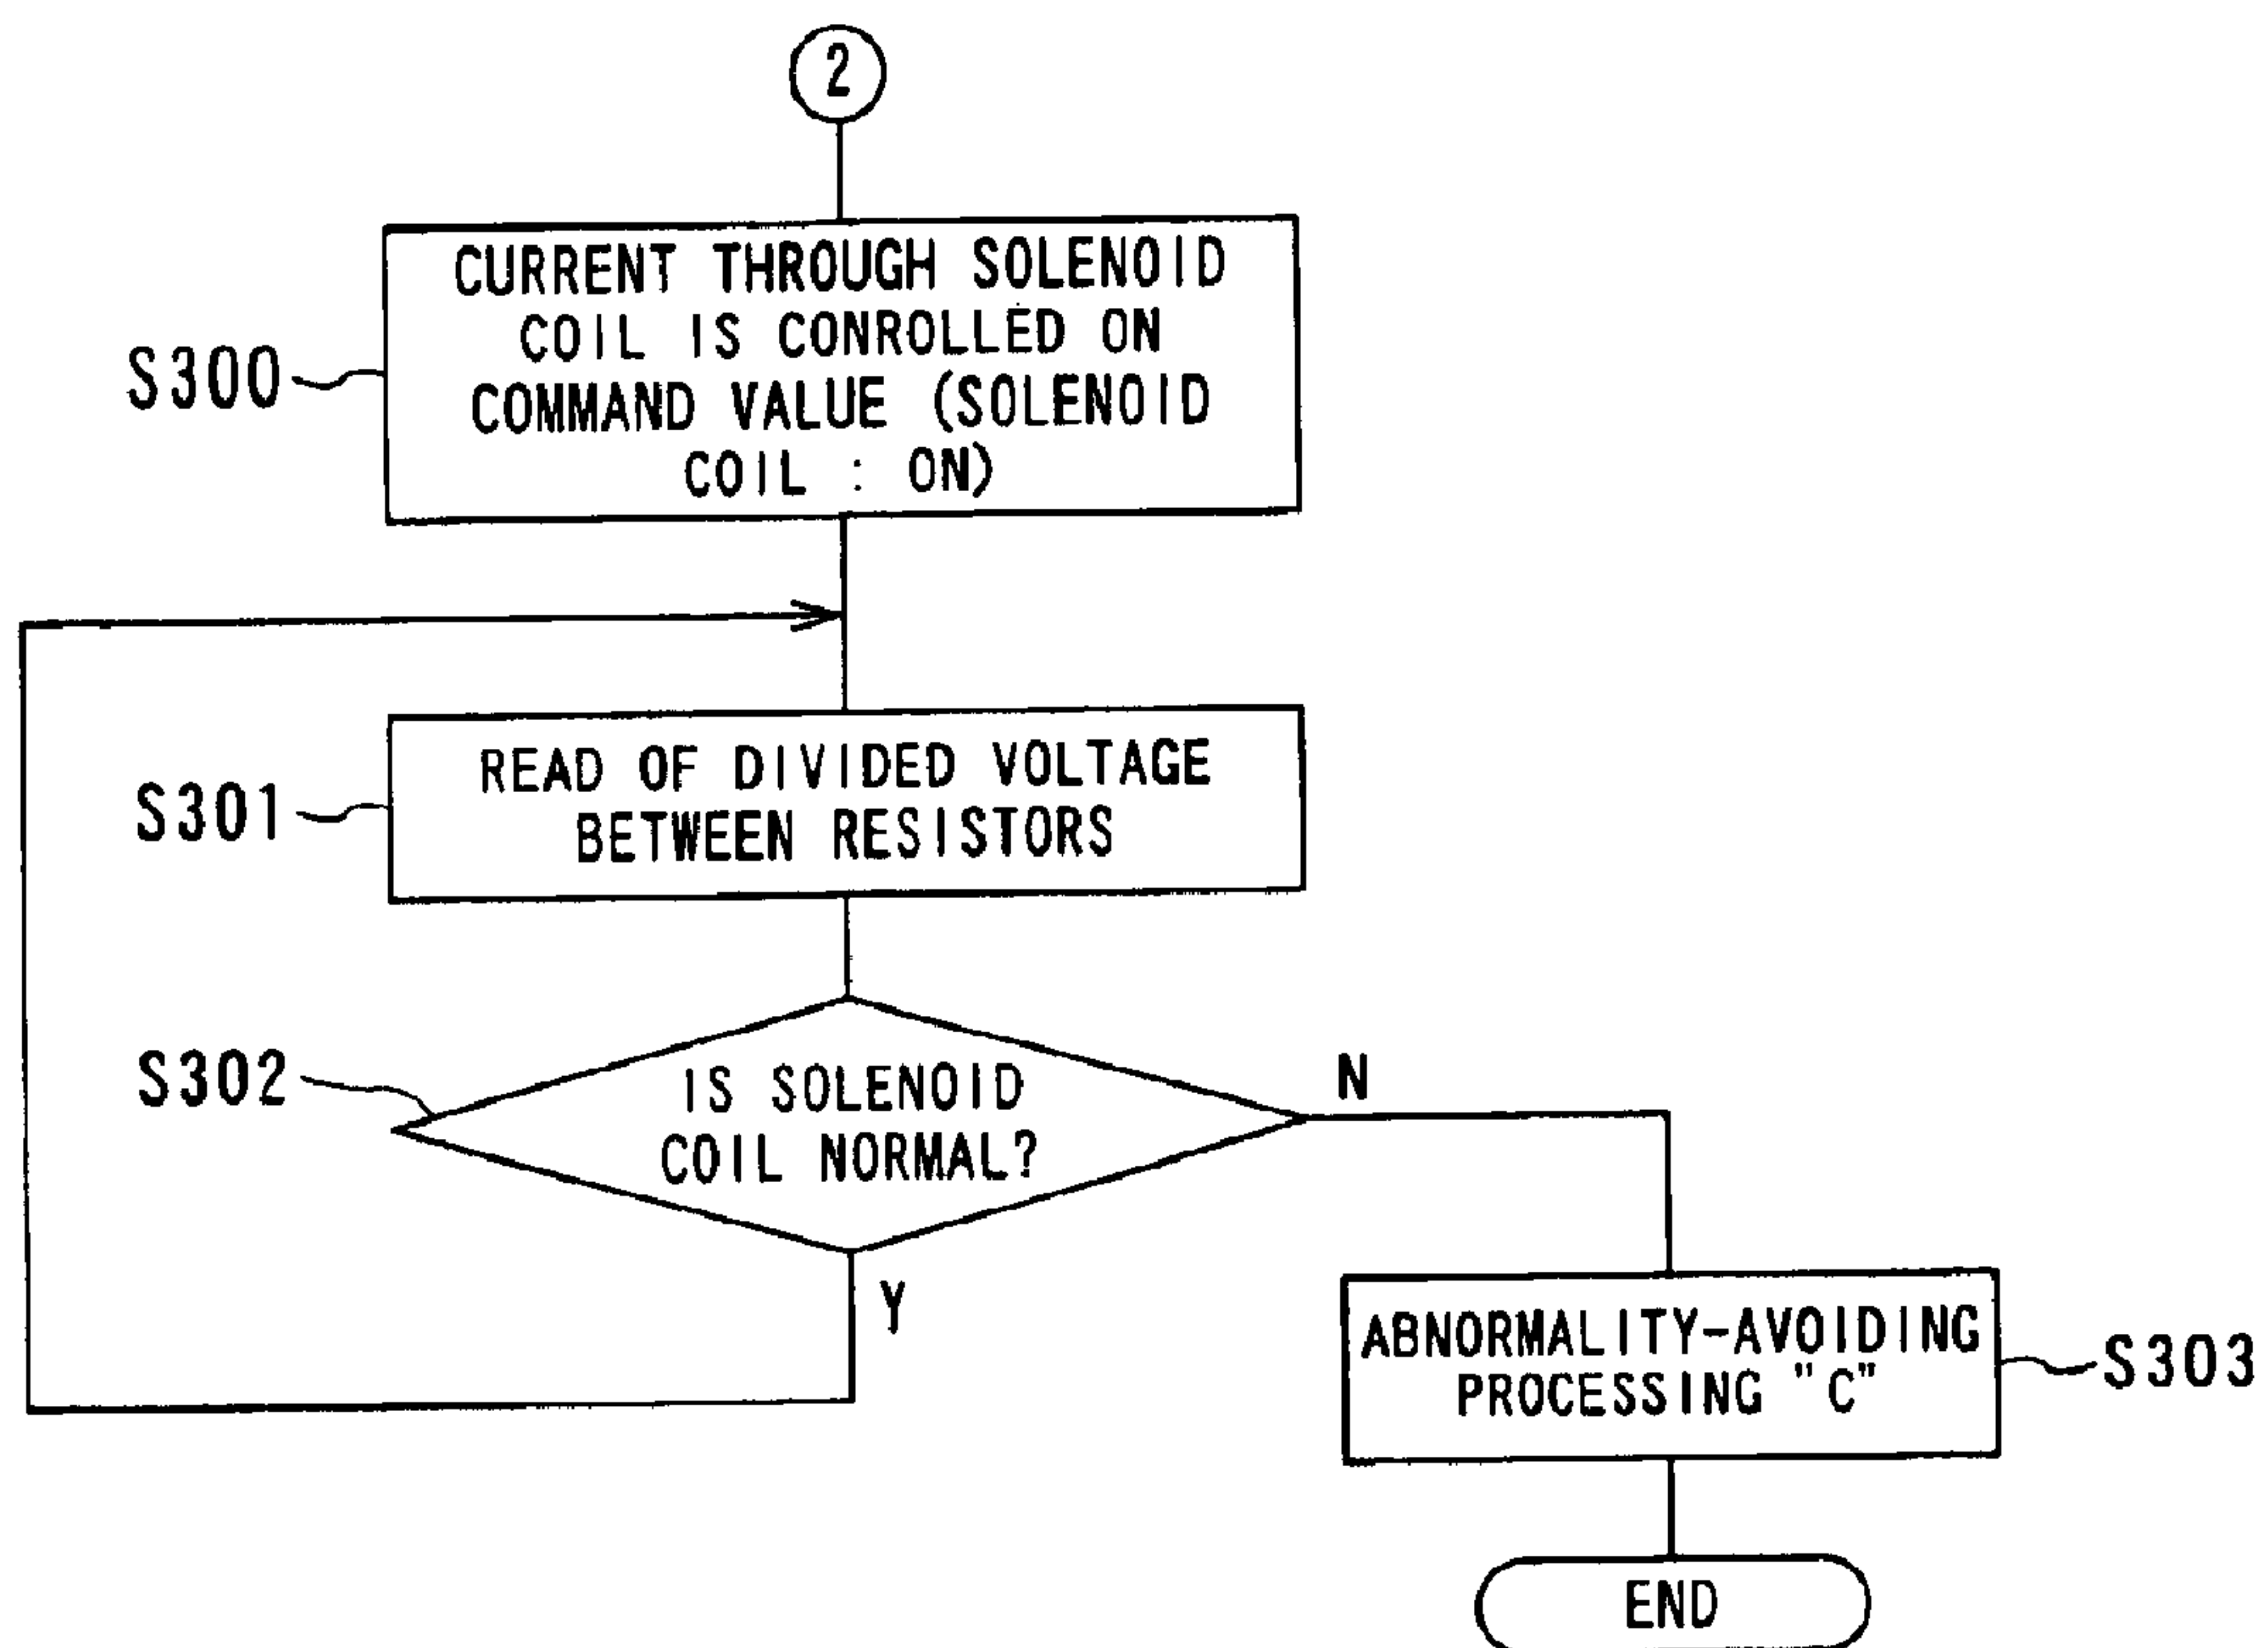 2
CURRENT THROUGH SOLENOID
COIL IS CONROLLED ON
COMMAND VALUE (SOLENOID
COIL : ON)
S300
READ OF DIVIDED VOLTAGE
BETWEEN RESISTORS
S301
S302
IS SOLENOID
COIL NORMAL?
N
Y
ABNORMALITY-AVOIDING
PROCESSING "C"
S303
END